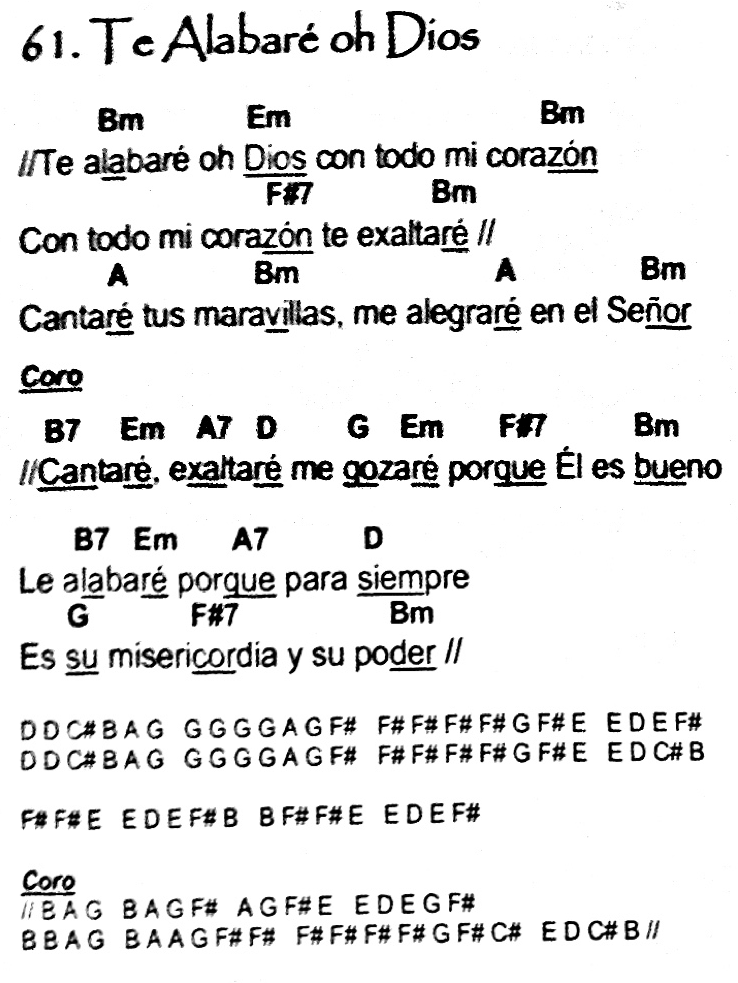 61. Te Alabaré oh Dios
Bm Em Bm
//Te alabaré oh Dios con todo mi corazón
F#7 Bm
Con todo mi corazón te exaltaré //
A Bm A Bm
Cantaré tus maravillas, me alegraré en el Señor
Coro
B7 Em A7 D G Em F#7 Bm
//Cantaré, exaltaré me gozaré porque Él es bueno
B7 Em A7 D
Le alabaré porque para siempre
G F#7 Bm
Es su misericordia y su poder //
D D C# B A G G G G G A G F# F# F# F# F# G F# E E D E F#
D D C# B A G G G G G A G F# F# F# F# F# G F# E E D C# B
F# F# E E D E F# B B F# F# E E D E F#
Coro
// B A G B A G F# A G F# E E D E G F#
B B A G B A A G F# F# F# F# F# F# G F# C# E D C# B //